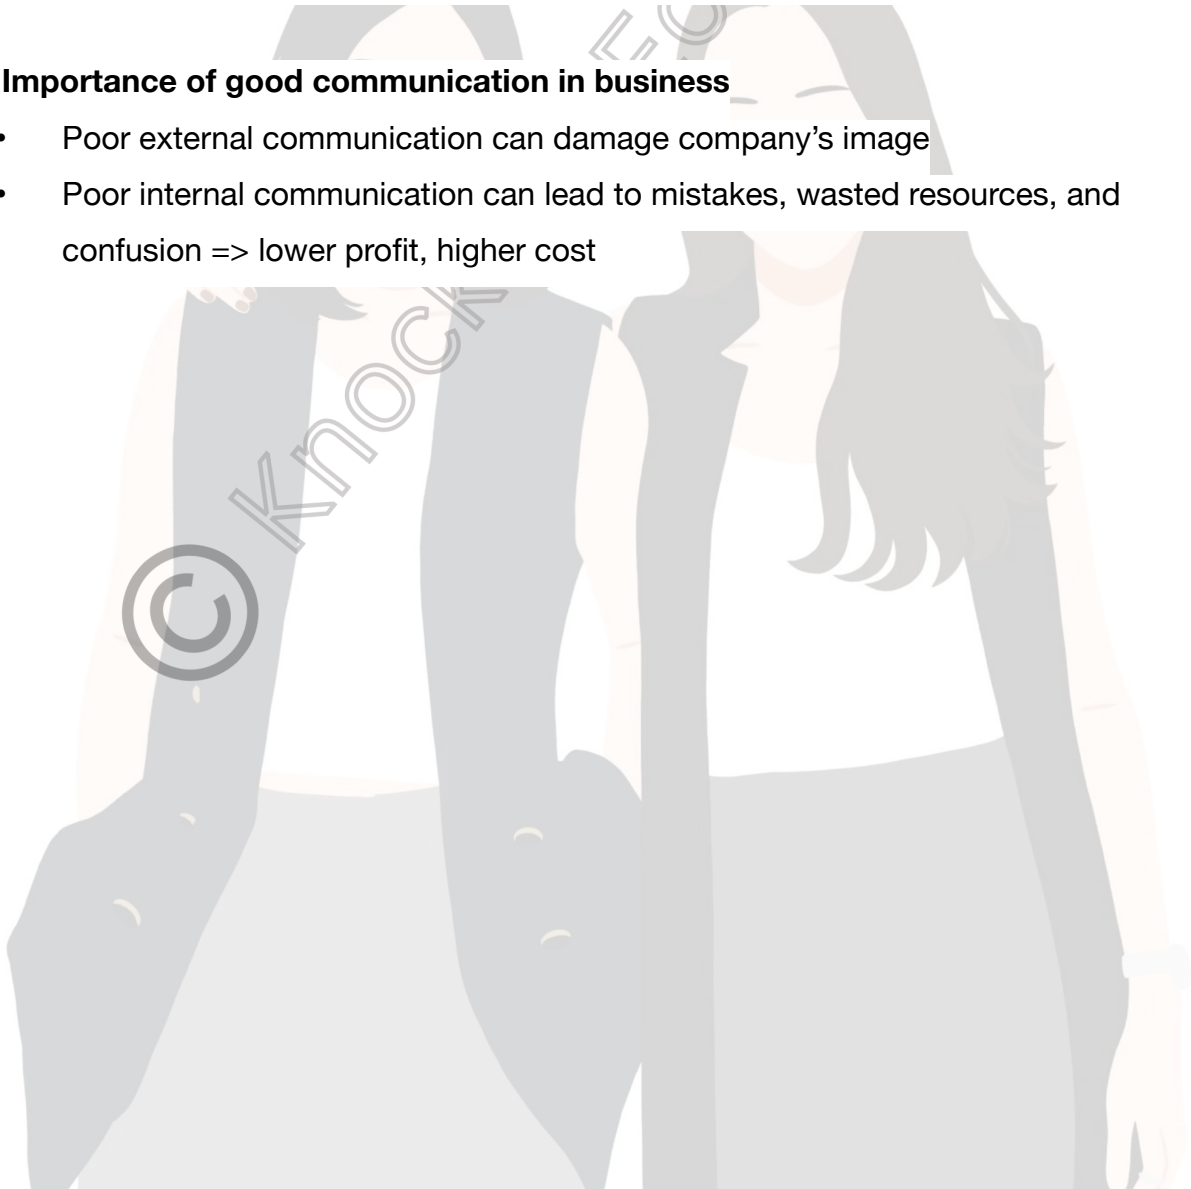 Importance of good communication in business
• Poor external communication can damage company’s image
• Poor internal communication can lead to mistakes, wasted resources, and
confusion => lower profit, higher cost
© Knock